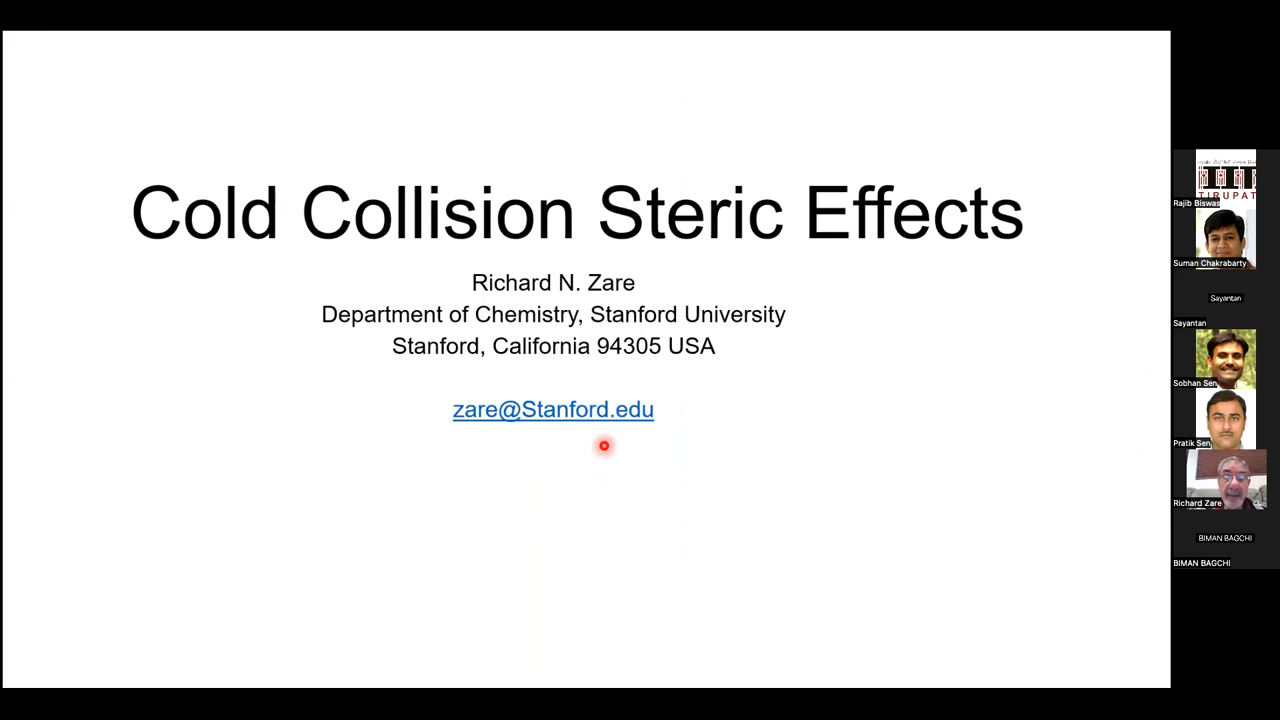 Cold Collision Steric Effects
Richard N. Zare
Department of Chemistry, Stanford University
Stanford, California 94305 USA
zare@Stanford.edu
TIRUPAT
Rajib Biswas
Suman Chakrabarty
Sayantan
Sayantan
Sobhan Sen
Pratik Sen
Richard Zare
BIMAN BAGCHI
BIMAN BAGCHI